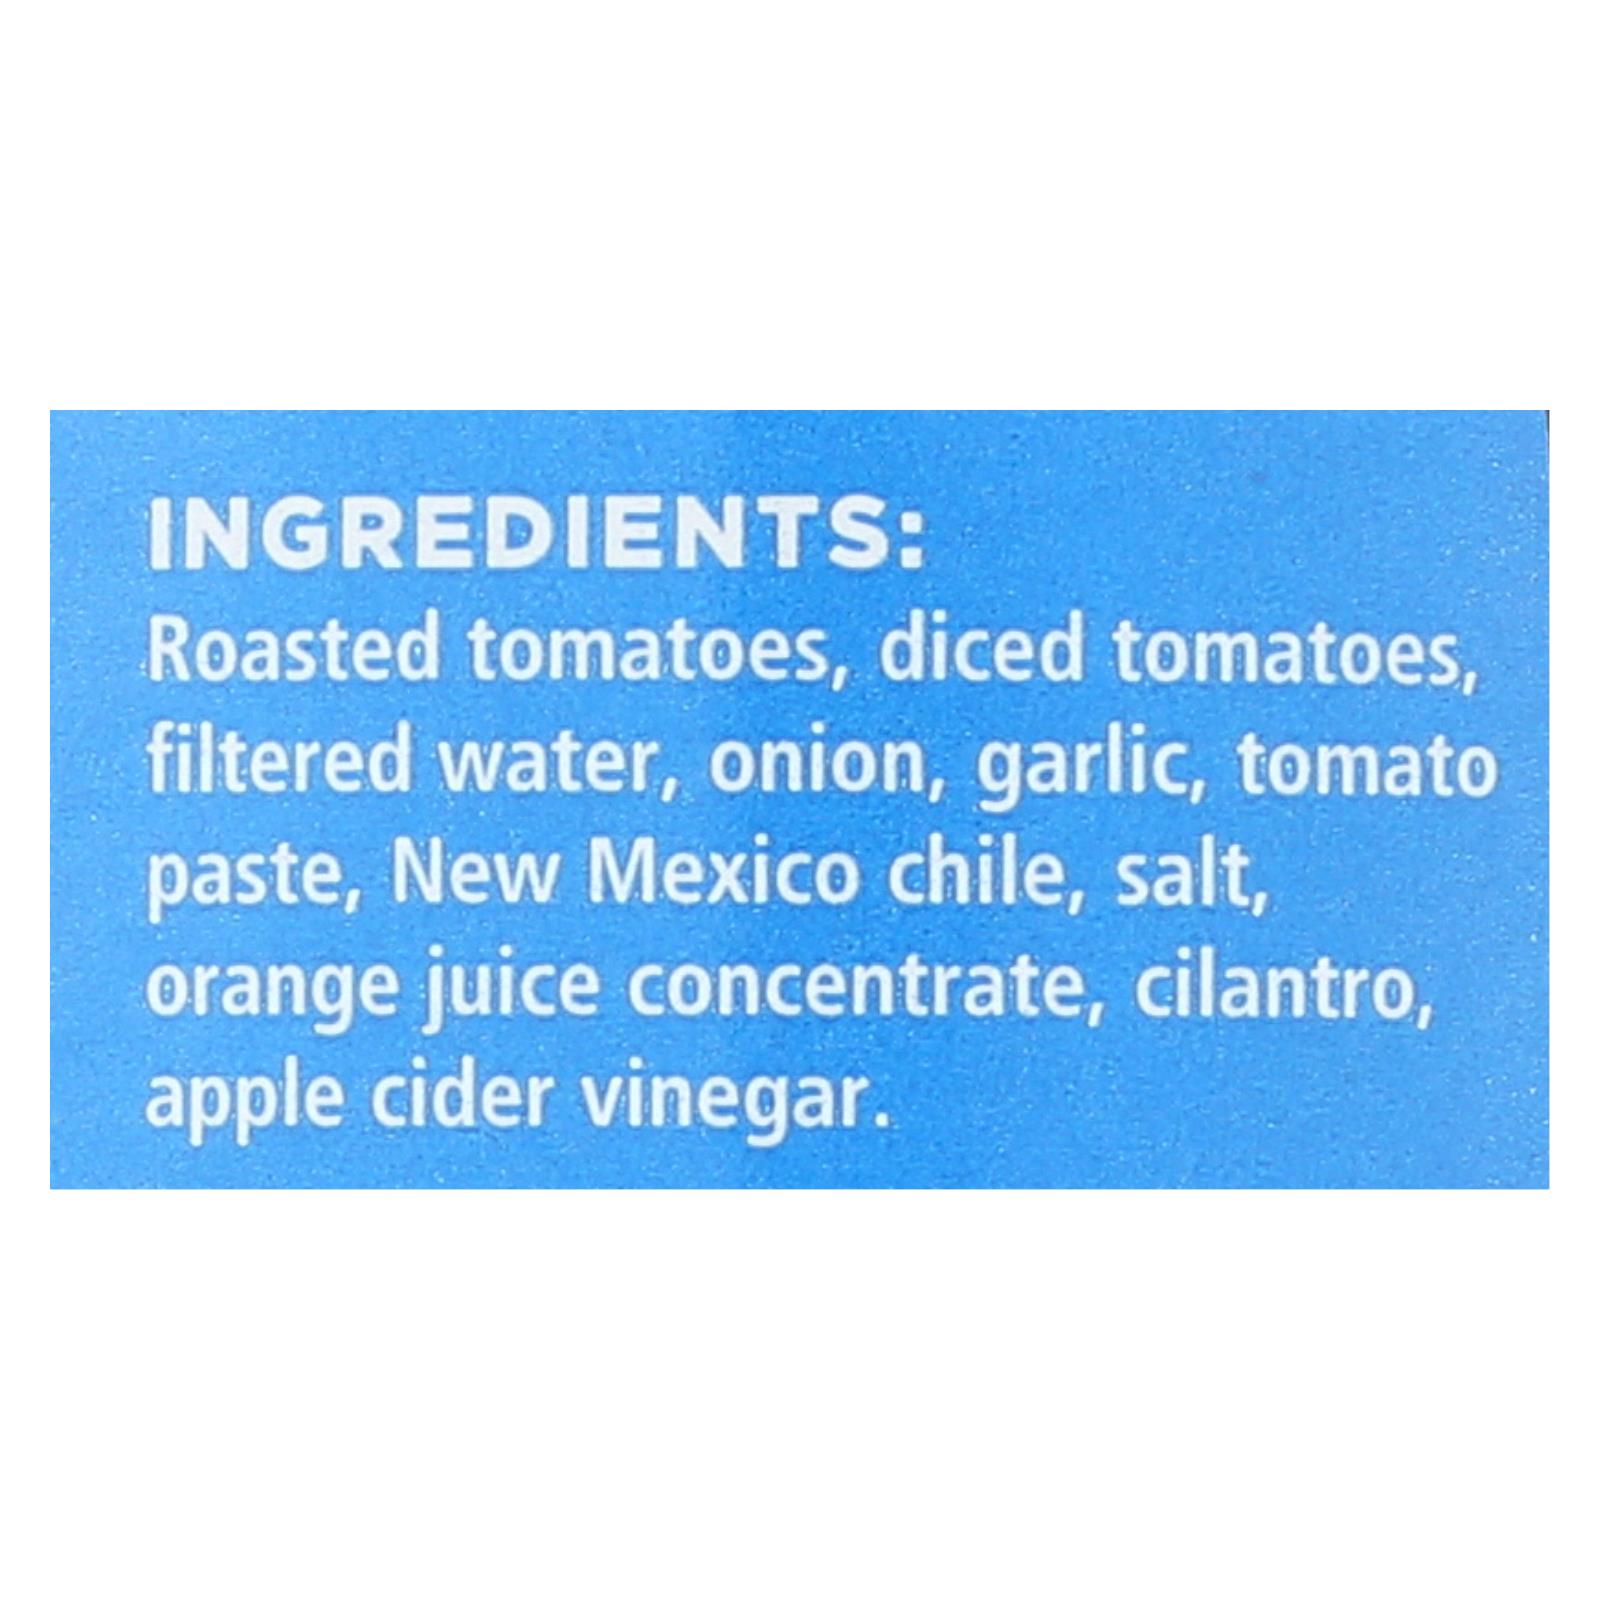 INGREDIENTS:
Roasted tomatoes, diced tomatoes,
filtered water, onion, garlic, tomato
paste, New Mexico chile, salt,
orange juice concentrate, cilantro,
apple cider vinegar.